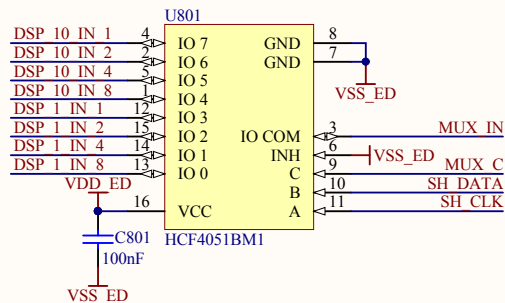 U801
DSP_10_IN_1 4 IO 7 GND 8
DSP_10_IN_2 2 IO 6 GND 7
DSP_10_IN_4 5 IO 5
DSP_10_IN_8 1 IO 4 VSS_ED
DSP_1_IN_1 12 IO 3
DSP_1_IN_2 15 IO 2 IO COM 3 MUX_IN
DSP_1_IN_4 14 IO 1 INH 6 VSS_ED
DSP_1_IN_8 13 IO 0 C 9 MUX_C
VDD_ED B 10 SH_DATA
16 VCC A 11 SH_CLK
C801 HCF4051BM1
100nF
VSS_ED